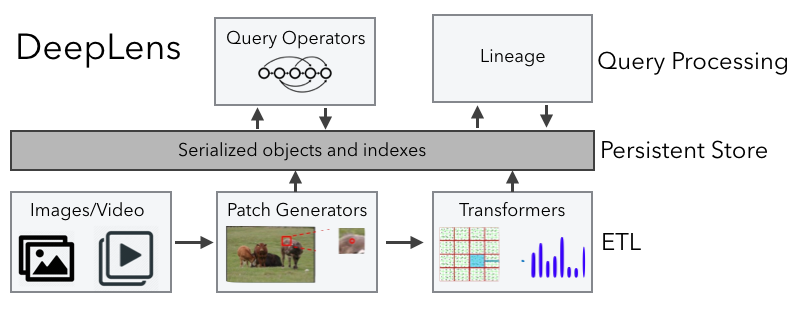 DeepLens
Query Operators
Lineage
Query Processing
Serialized objects and indexes
Persistent Store
Images/Video
Patch Generators
Transformers
ETL